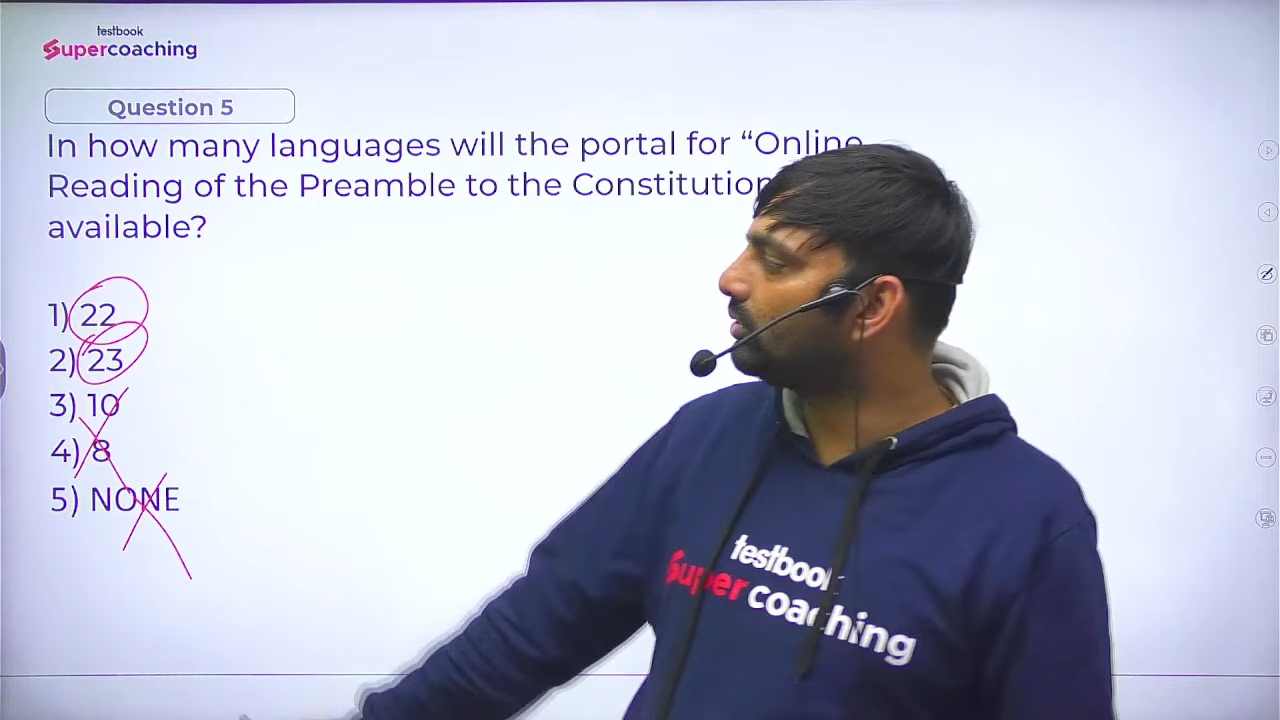 testbook
Supercoaching
Question 5
In how many languages will the portal for “Online
Reading of the Preamble to the Constitution
available?
1) 22
2) 23
3) 10
4) 8
5) NONE
testbook
Super coaching